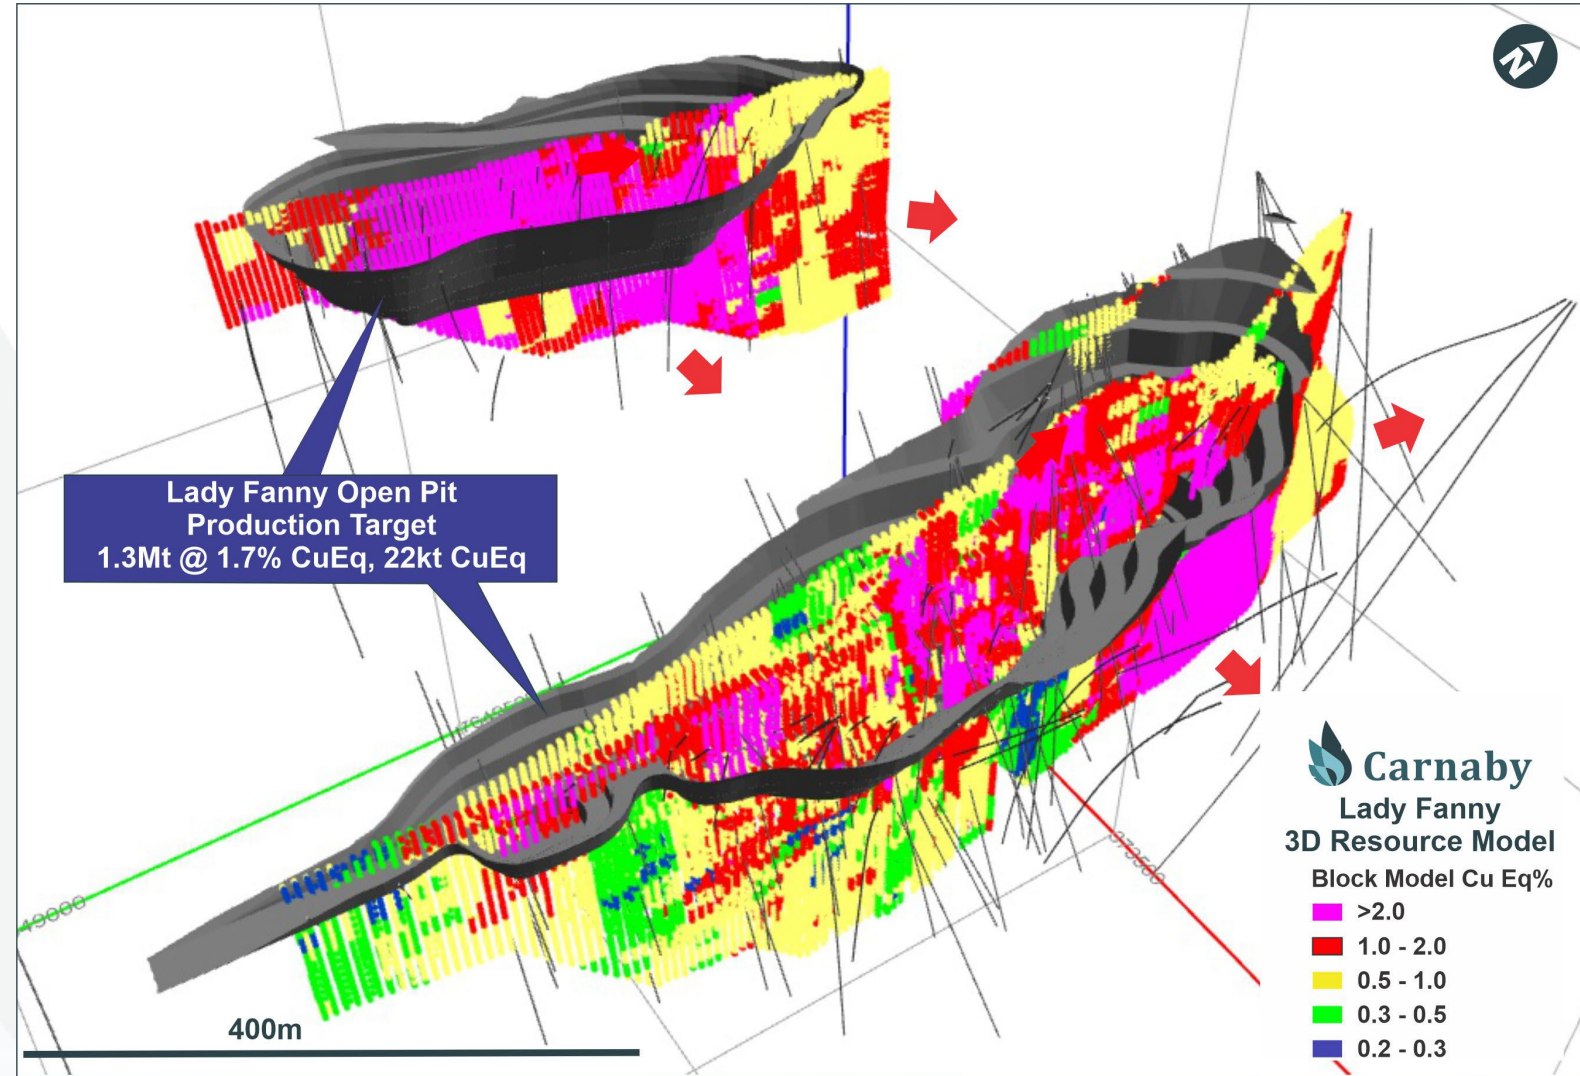 N
Lady Fanny Open Pit
Production Target
1.3Mt @ 1.7% CuEq, 22kt CuEq
400m
373500
Carnaby
Lady Fanny
3D Resource Model
Block Model Cu Eq%
>2.0
1.0 - 2.0
0.5 - 1.0
0.3 - 0.5
0.2 - 0.3